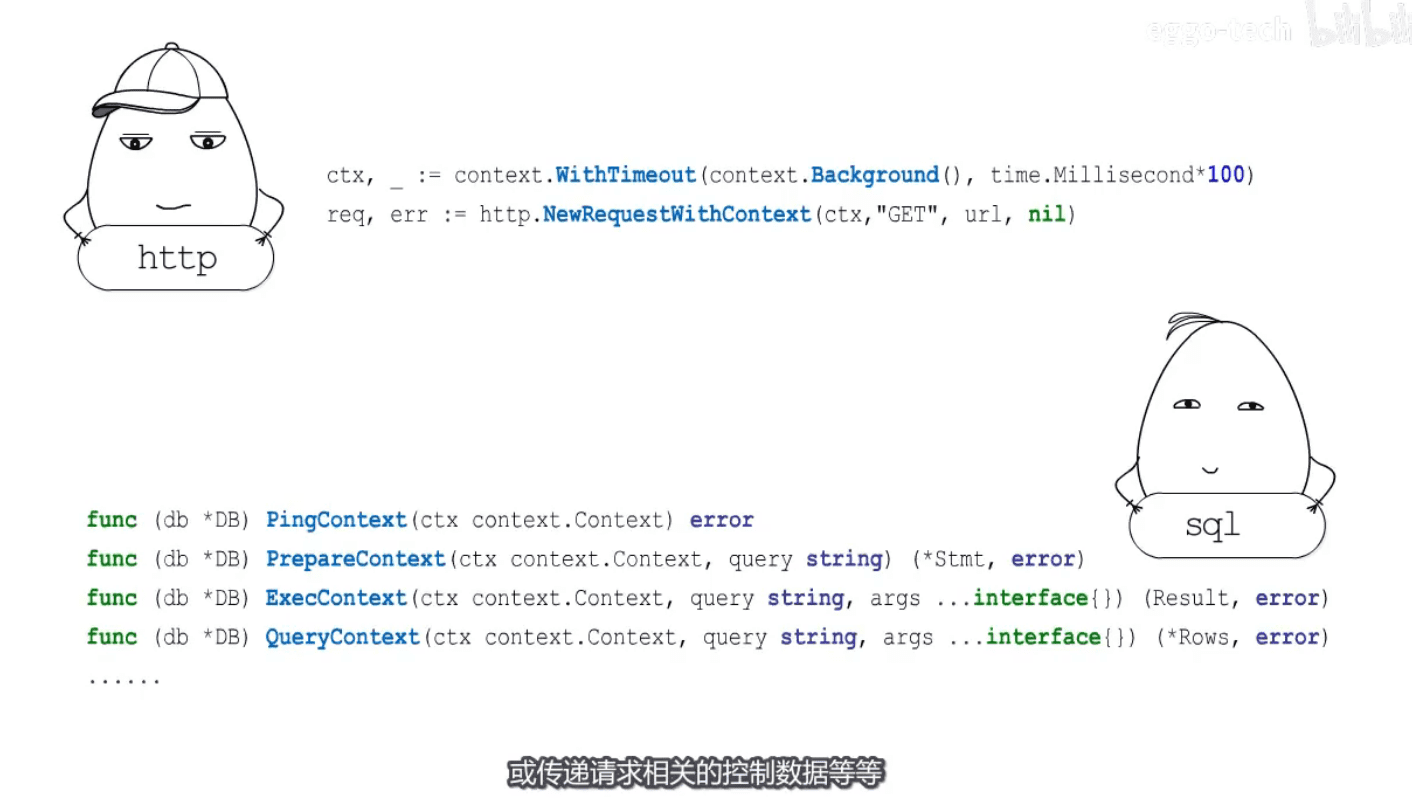 eggo-tech bilibili
ctx, _ := context.WithTimeout(context.Background(), time.Millisecond*100)
req, err := http.NewRequestWithContext(ctx,"GET", url, nil)
http
sql
func (db *DB) PingContext(ctx context.Context) error
func (db *DB) PrepareContext(ctx context.Context, query string) (*Stmt, error)
func (db *DB) ExecContext(ctx context.Context, query string, args ...interface{}) (Result, error)
func (db *DB) QueryContext(ctx context.Context, query string, args ...interface{}) (*Rows, error)
......
或传递请求相关的控制数据等等